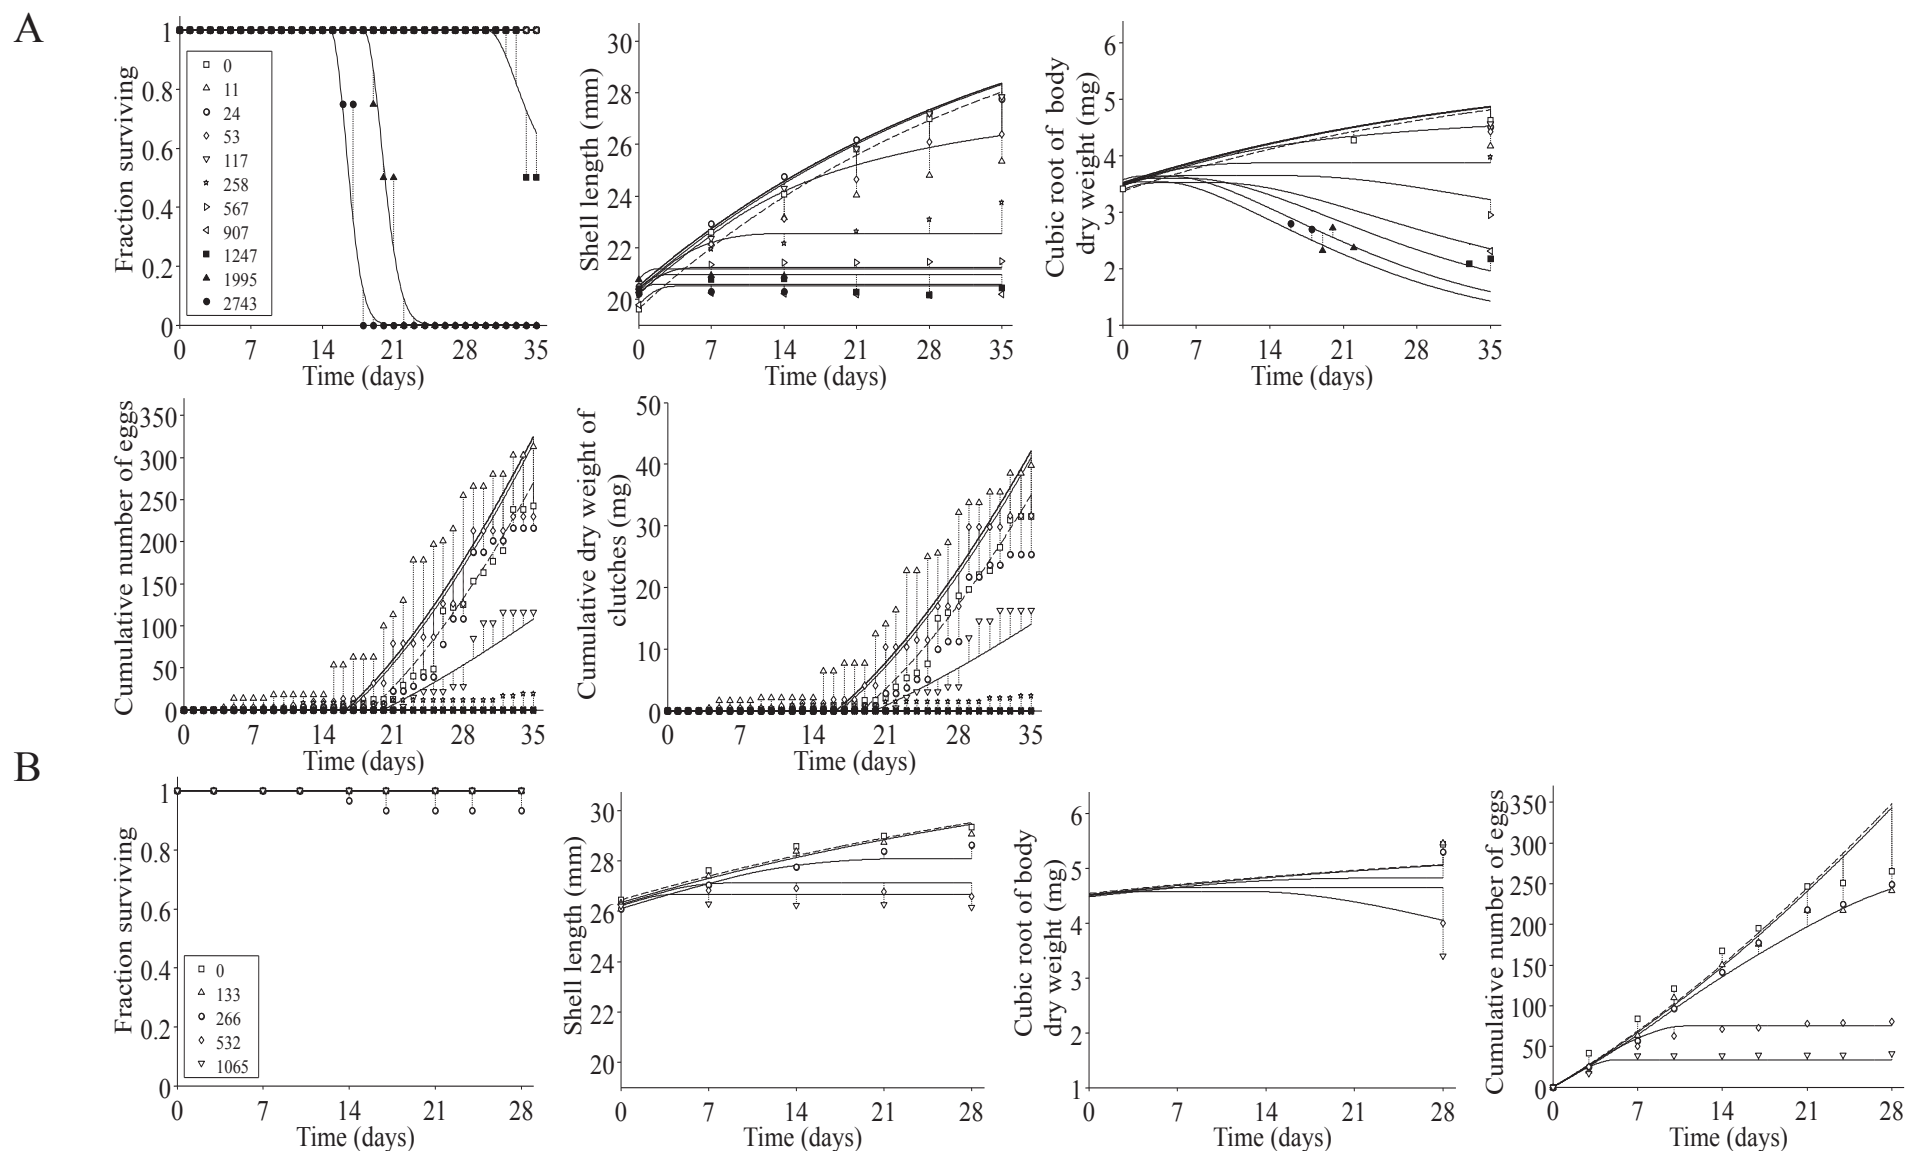 A
Fraction surviving
1
0.8
0.6
0.4
0.2
0
0
11
24
53
117
258
567
907
1247
1995
2743
0 7 14 21 28 35
Time (days)
Shell length (mm)
30
28
26
24
22
20
0 7 14 21 28 35
Time (days)
Cubic root of body
dry weight (mg)
6
5
4
3
2
1
0 7 14 21 28 35
Time (days)
Cumulative number of eggs
350
300
250
200
150
100
50
0
0 7 14 21 28 35
Time (days)
Cumulative dry weight of
clutches (mg)
50
40
30
20
10
0
0 7 14 21 28 35
Time (days)
B
Fraction surviving
1
0.8
0.6
0.4
0.2
0
0
133
266
532
1065
0 7 14 21 28
Time (days)
Shell length (mm)
30
28
26
24
22
20
0 7 14 21 28
Time (days)
Cubic root of body
dry weight (mg)
6
5
4
3
2
1
0 7 14 21 28
Time (days)
Cumulative number of eggs
350
300
250
200
150
100
50
0
0 7 14 21 28
Time (days)